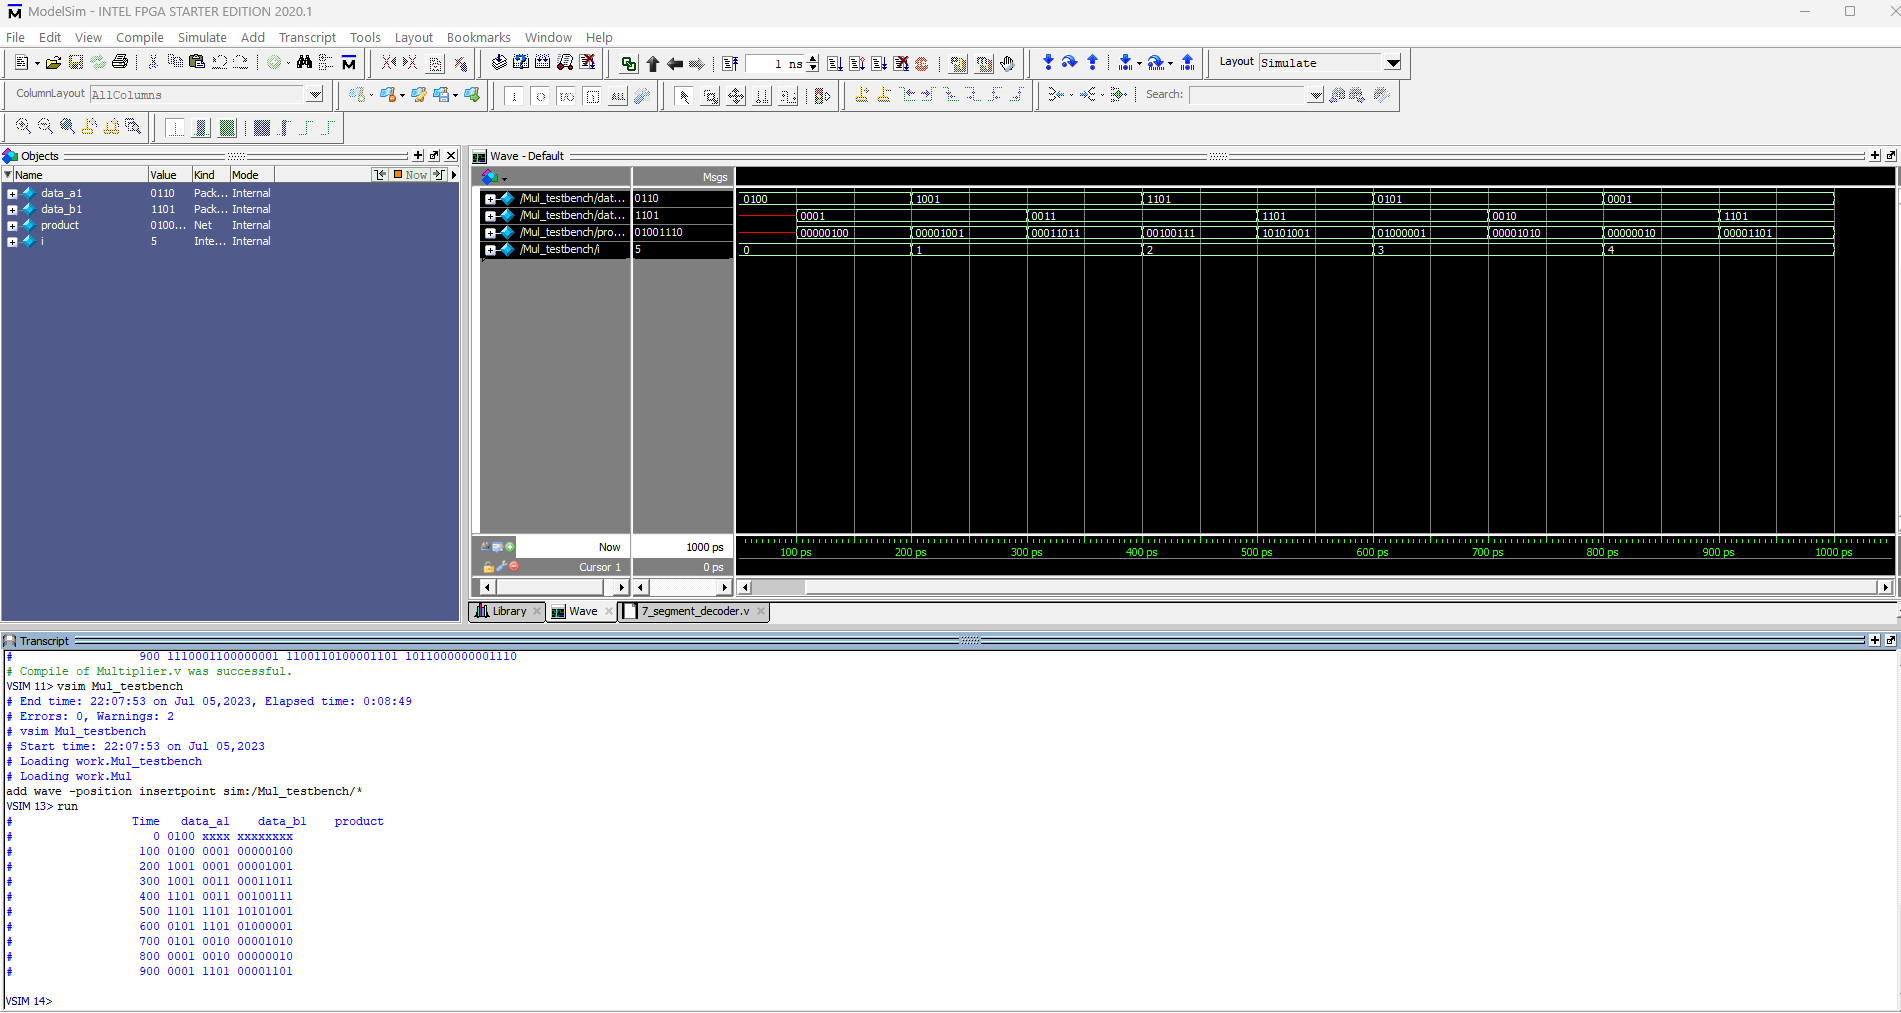 ModelSim - INTEL FPGA STARTER EDITION 2020.1
File Edit View Compile Simulate Add Transcript Tools Layout Bookmarks Window Help
1 ns
Layout Simulate
ColumnLayout AllColumns
Search:
Objects
Name Value Kind Mode Now
data_a1 0110 Pack... Internal
data_b1 1101 Pack... Internal
product 0100... Net Internal
i 5 Inte... Internal
Wave - Default
Msgs
/Mul_testbench/dat... 0110 0100 1001 1101 0101 0001
/Mul_testbench/dat... 1101 0001 0011 1101 0010 1101
/Mul_testbench/pro... 01001110 00000100 00001001 00011011 00100111 10101001 01000001 00001010 00000010 00001101
/Mul_testbench/i 5 0 1 2 3 4
Now 1000 ps 100 ps 200 ps 300 ps 400 ps 500 ps 600 ps 700 ps 800 ps 900 ps 1000 ps
Cursor 1 0 ps
Library Wave 7_segment_decoder.v
Transcript
# 900 1110001100000001 1100110100001101 1011000000001110
# Compile of Multiplier.v was successful.
VSIM 11> vsim Mul_testbench
# End time: 22:07:53 on Jul 05,2023, Elapsed time: 0:08:49
# Errors: 0, Warnings: 2
# vsim Mul_testbench
# Start time: 22:07:53 on Jul 05,2023
# Loading work.Mul_testbench
# Loading work.Mul
add wave -position insertpoint sim:/Mul_testbench/*
VSIM 13> run
# Time data_a1 data_b1 product
# 0 0100 xxxx xxxxxxxx
# 100 0100 0001 00000100
# 200 1001 0001 00001001
# 300 1001 0011 00011011
# 400 1101 0011 00100111
# 500 1101 1101 10101001
# 600 0101 1101 01000001
# 700 0101 0010 00001010
# 800 0001 0010 00000010
# 900 0001 1101 00001101
VSIM 14>